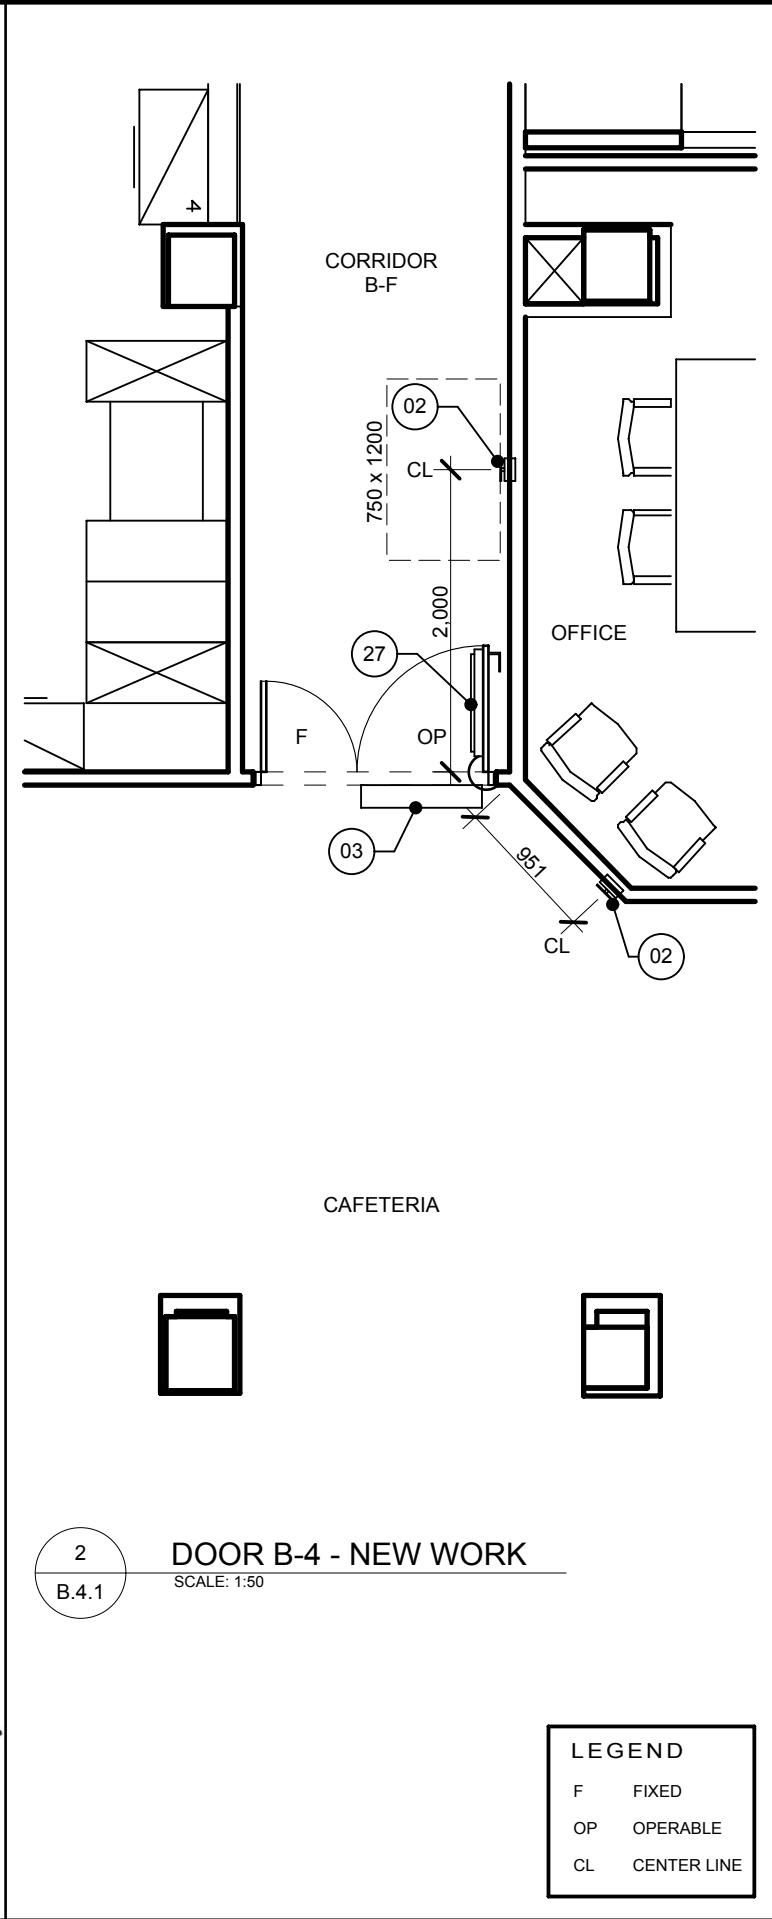 4
CORRIDOR
B-F
02
CL
750 x 1200
2,000
OFFICE
27
F
OP
03
951
CL
02
CAFETERIA
2
B.4.1
DOOR B-4 - NEW WORK
SCALE: 1:50
LEGEND
F FIXED
OP OPERABLE
CL CENTER LINE